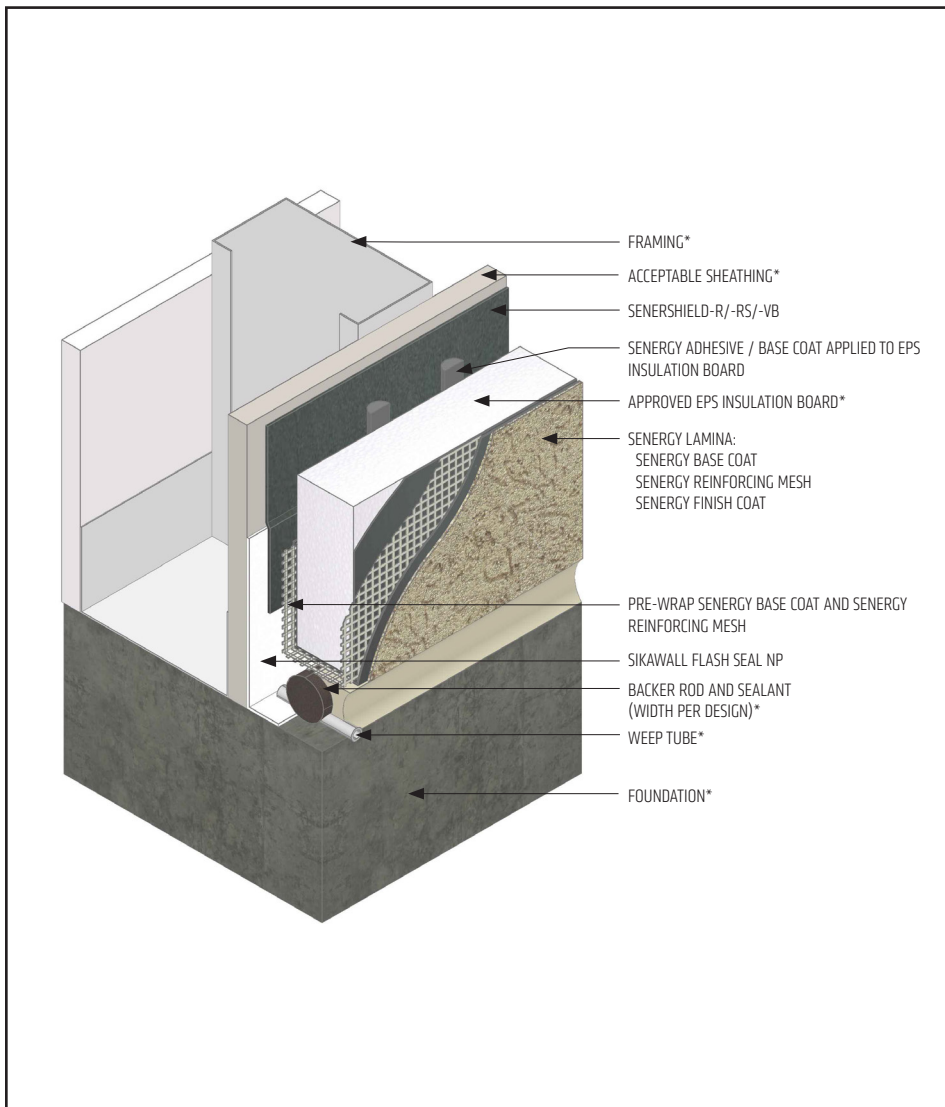 FRAMING*
ACCEPTABLE SHEATHING*
SENERSHIELD-R/-RS/-VB
SENERGY ADHESIVE / BASE COAT APPLIED TO EPS
INSULATION BOARD
APPROVED EPS INSULATION BOARD*
SENERGY LAMINA:
SENERGY BASE COAT
SENERGY REINFORCING MESH
SENERGY FINISH COAT
PRE-WRAP SENERGY BASE COAT AND SENERGY
REINFORCING MESH
SIKAWALL FLASH SEAL NP
BACKER ROD AND SEALANT
(WIDTH PER DESIGN)*
WEEP TUBE*
FOUNDATION*